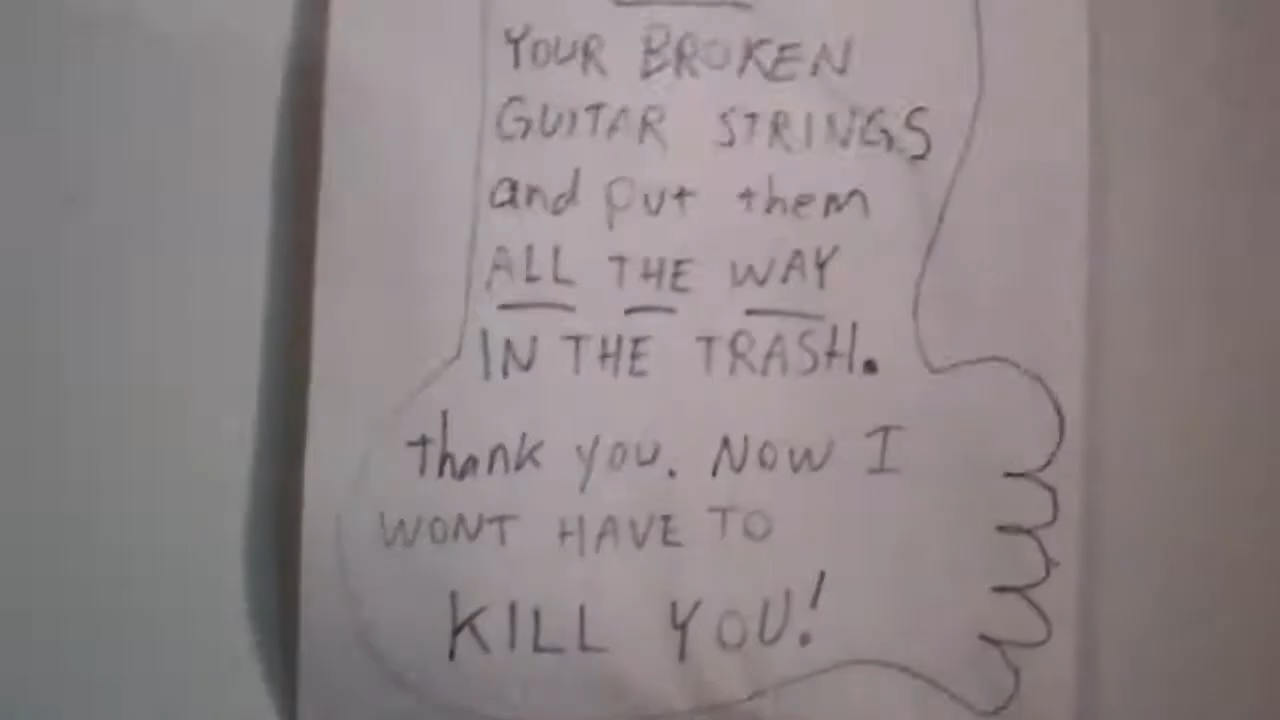 YOUR BROKEN
GUITAR STRINGS
and put them
ALL THE WAY
IN THE TRASH.
thank you. NOW I
WONT HAVE TO
KILL YOU!